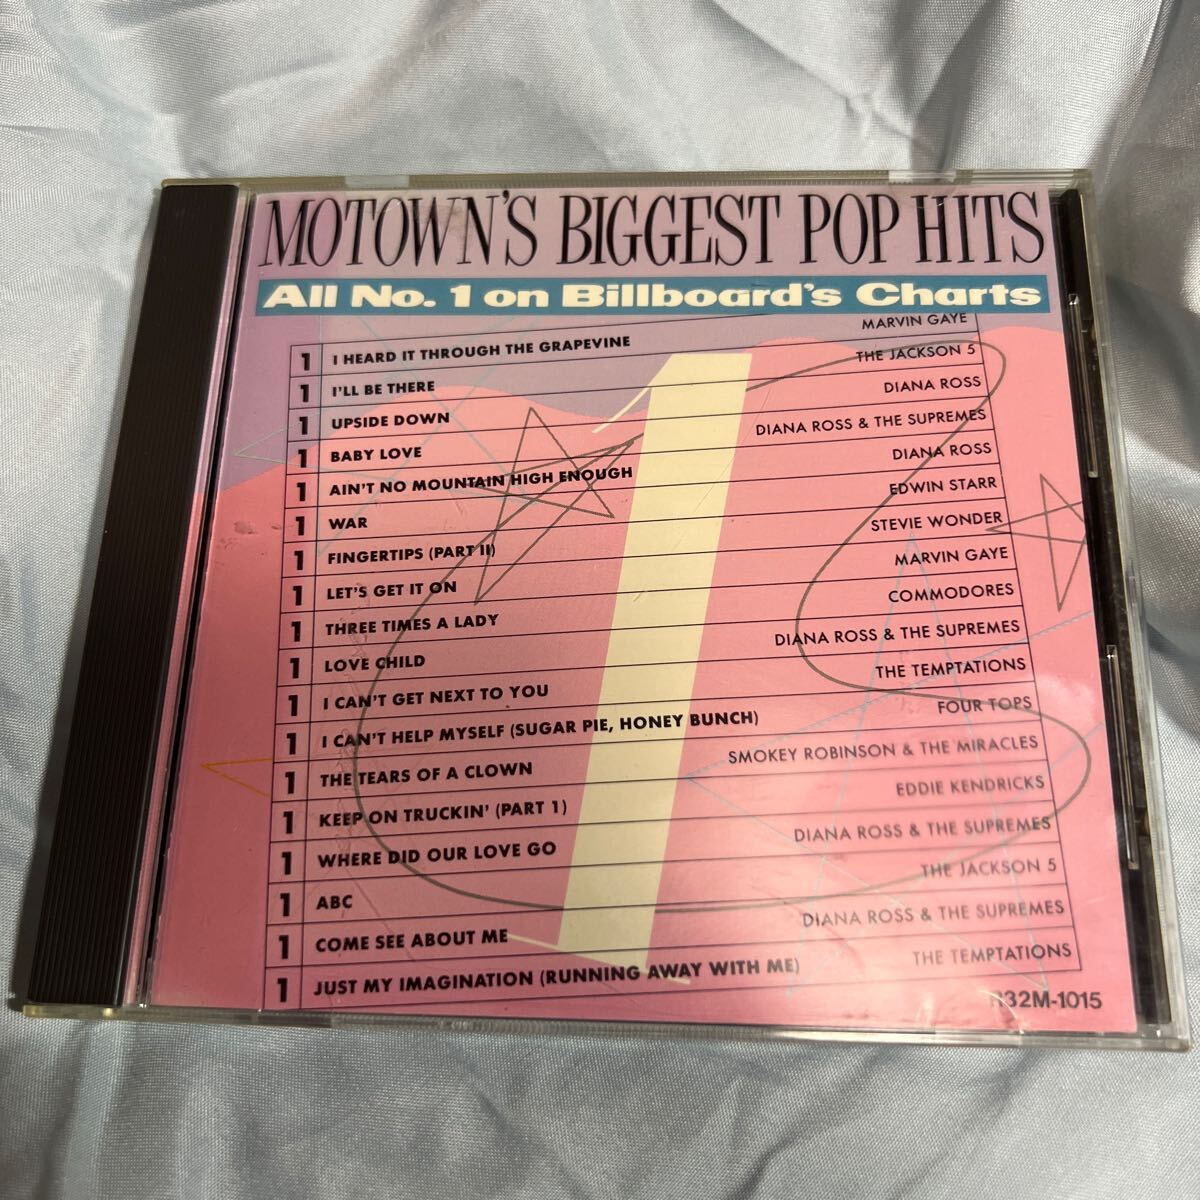 MOTOWN'S BIGGEST POP HITS
All No. 1 on Billboard's Charts
1 I HEARD IT THROUGH THE GRAPEVINE MARVIN GAYE
1 I'LL BE THERE THE JACKSON 5
1 UPSIDE DOWN DIANA ROSS
1 BABY LOVE DIANA ROSS & THE SUPREMES
1 AIN'T NO MOUNTAIN HIGH ENOUGH DIANA ROSS
1 WAR EDWIN STARR
1 FINGERTIPS (PART II) STEVIE WONDER
1 LET'S GET IT ON MARVIN GAYE
1 THREE TIMES A LADY COMMODORES
1 LOVE CHILD DIANA ROSS & THE SUPREMES
1 I CAN'T GET NEXT TO YOU THE TEMPTATIONS
1 I CAN'T HELP MYSELF (SUGAR PIE, HONEY BUNCH) FOUR TOPS
1 THE TEARS OF A CLOWN SMOKEY ROBINSON & THE MIRACLES
1 KEEP ON TRUCKIN' (PART 1) EDDIE KENDRICKS
1 WHERE DID OUR LOVE GO DIANA ROSS & THE SUPREMES
1 ABC THE JACKSON 5
1 COME SEE ABOUT ME DIANA ROSS & THE SUPREMES
1 JUST MY IMAGINATION (RUNNING AWAY WITH ME) THE TEMPTATIONS
1
R32M-1015